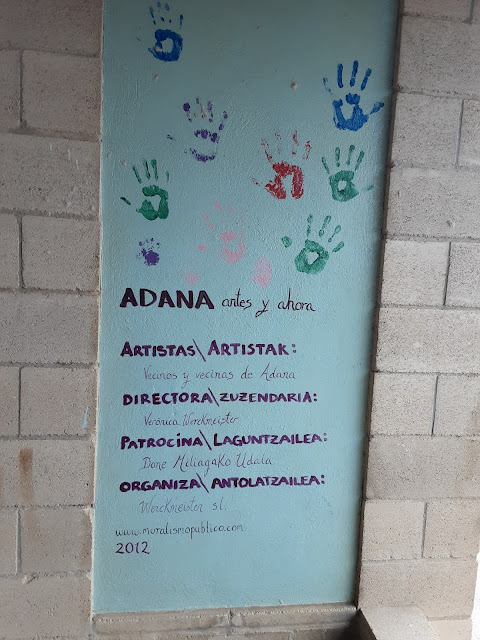 ADANA antes y ahora
ARTISTAS\ARTISTAK:
Vecinos y vecinas de Adana
DIRECTORA\ZUZENDARIA:
Verónica Werckmeister
PATROCINA\LAGUNTZAILEA:
Done Meliagako Udala
ORGANIZA\ANTOLATZAILEA:
Werckmeister s.l.
www.muralismopublico.com
2012